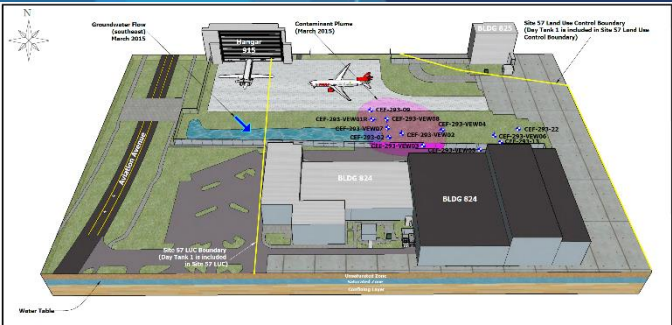 Groundwater Flow
(southeast)
March 2015
Hangar
815
Contaminant Plume
(March 2015)
BLDG 825
Site 57 Land Use Control Boundary
(Day Tank 1 is included in Site 57 Land Use
Control Boundary)
Aviation Avenue
CEF-293-09
CEF-293-VEW01R
CEF-293-VEW08
CEF-293-VEW07
CEF-293-VEW04
CEF-293-22
CEF-293-02
CEF-293-VEW02
CEF-293-VEW06
CEF-293-VEW03
CEF-293-VEW05
BLDG 824
BLDG 824
Site 57 LUC Boundary
(Day Tank 1 is included
in Site 57 LUC)
Unsaturated Zone
Saturated Zone
Confining Layer
Water Table